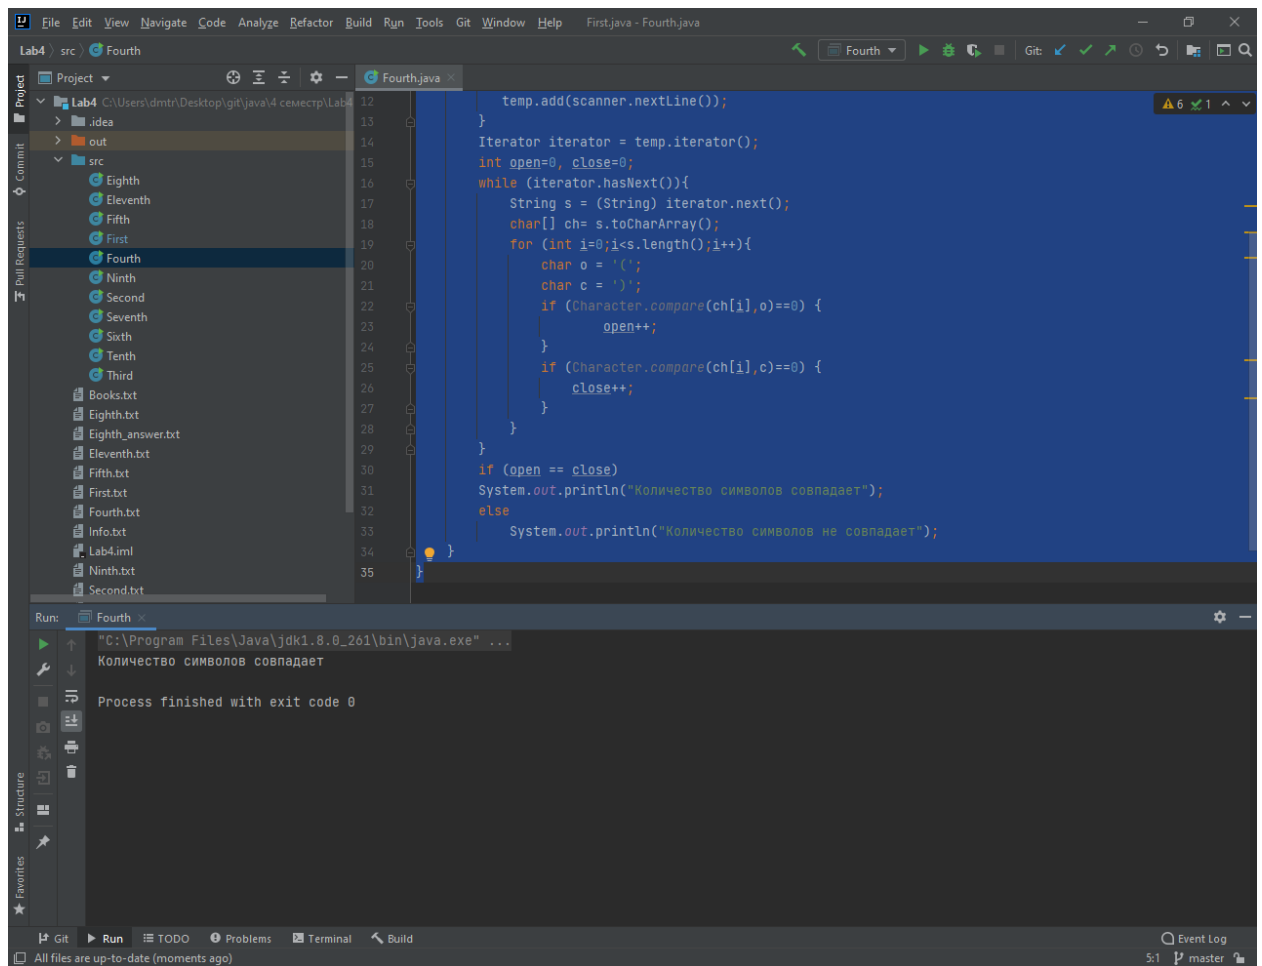 File Edit View Navigate Code Analyze Refactor Build Run Tools Git Window Help First.java - Fourth.java
Lab4 src Fourth
Fourth Git:
Project
Fourth.java
Project
Commit
Pull Requests
Lab4 C:\Users\dmtr\Desktop\git\java\4 семестр\Lab4
.idea
out
src
Eighth
Eleventh
Fifth
First
Fourth
Ninth
Second
Seventh
Sixth
Tenth
Third
Books.txt
Eighth.txt
Eighth_answer.txt
Eleventh.txt
Fifth.txt
First.txt
Fourth.txt
Info.txt
Lab4.iml
Ninth.txt
Second.txt
6 1
12 temp.add(scanner.nextLine());
13 }
14 Iterator iterator = temp.iterator();
15 int open=0, close=0;
16 while (iterator.hasNext()){
17 String s = (String) iterator.next();
18 char[] ch= s.toCharArray();
19 for (int i=0;i<s.length();i++){
20 char o = '(';
21 char c = ')';
22 if (Character.compare(ch[i],o)==0) {
23 open++;
24 }
25 if (Character.compare(ch[i],c)==0) {
26 close++;
27 }
28 }
29 }
30 if (open == close)
31 System.out.println("Количество символов совпадает");
32 else
33 System.out.println("Количество символов не совпадает");
34 }
35 }
Run: Fourth
"C:\Program Files\Java\jdk1.8.0_261\bin\java.exe" ...
Количество символов совпадает
Process finished with exit code 0
Structure
Favorites
Git Run TODO Problems Terminal Build Event Log
All files are up-to-date (moments ago) 5:1 master